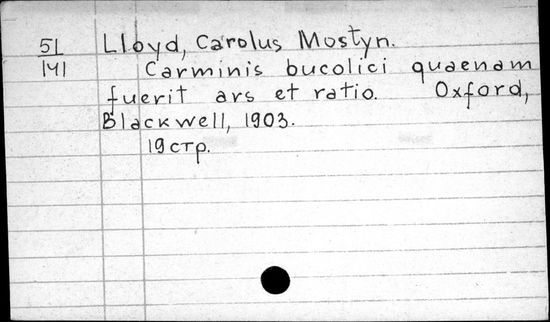 51 Lloyd, Carolus Mostyn.
141 Carminis bucolici quaenam
fuerit ars et ratio. Oxford,
Blackwell, 1903.
19 стр.